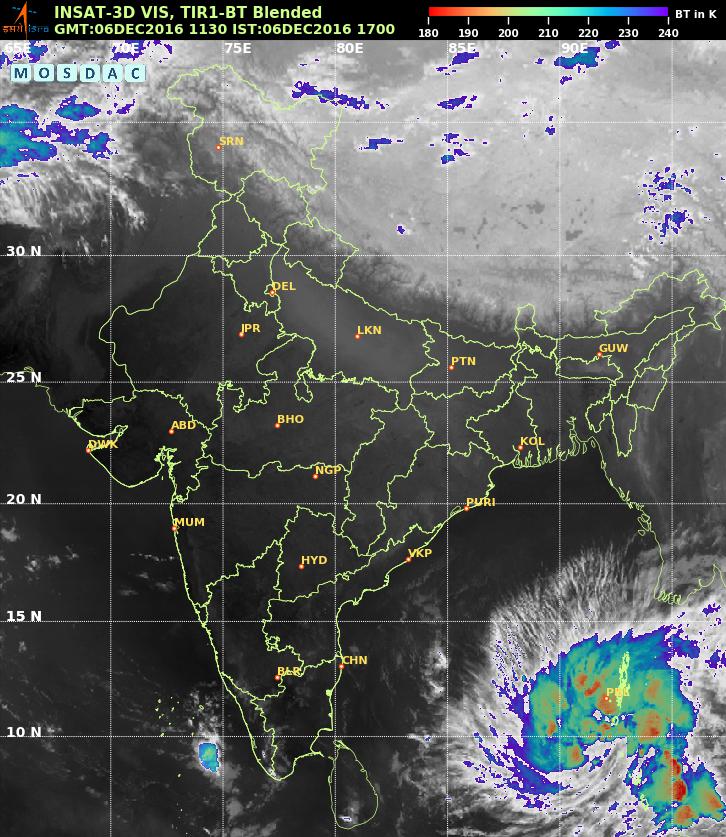 INSAT-3D VIS, TIR1-BT Blended
GMT:06DEC2016 1130 IST:06DEC2016 1700
BT in K
180 190 200 210 220 230 240
65E 70E 75E 80E 85E 90E
MOSDAC
SRN
30 N
DEL
JPR LKN
GUW
PTN
25 N
ABD BHO
DWK KOL
NGP
20 N
PURI
MUM
VKP
HYD
15 N
CHN
BLR
PBL
10 N